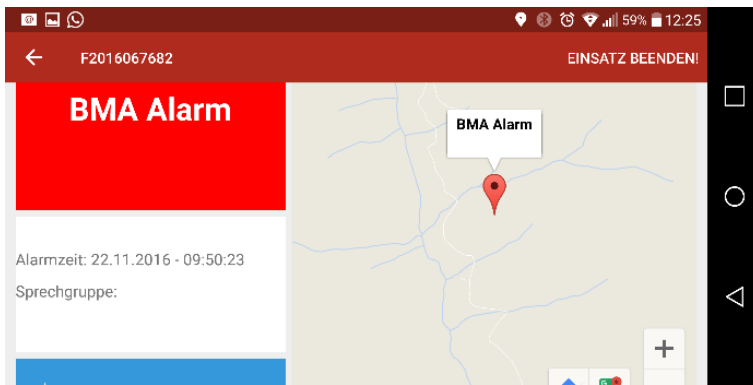 59% 12:25
F2016067682
EINSATZ BEENDEN!
BMA Alarm
BMA Alarm
Alarmzeit: 22.11.2016 - 09:50:23
Sprechgruppe:
+